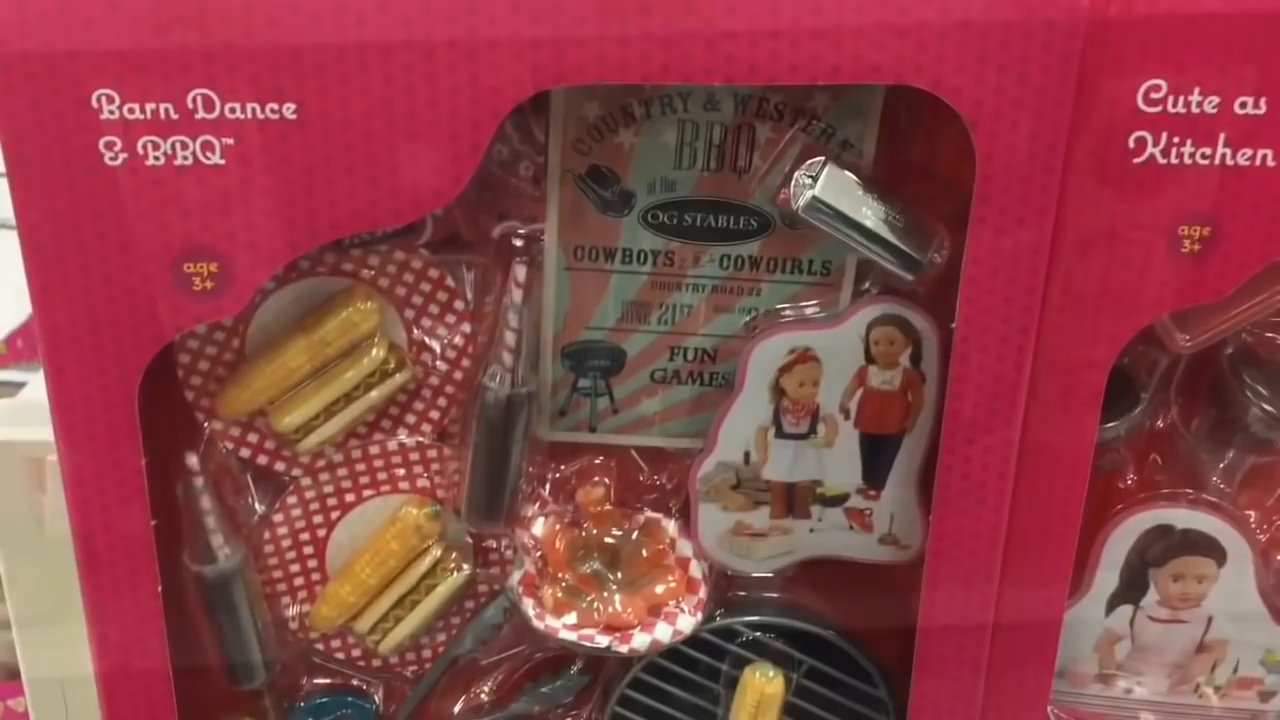 Barn Dance
& BBQ™
age
3+
COUNTRY & WESTERN
BBQ
at the
OG STABLES
COWBOYS COWGIRLS
COUNTRY ROAD 22
JUNE 21ST
FUN
GAMES
Cute as
Kitchen
age
3+